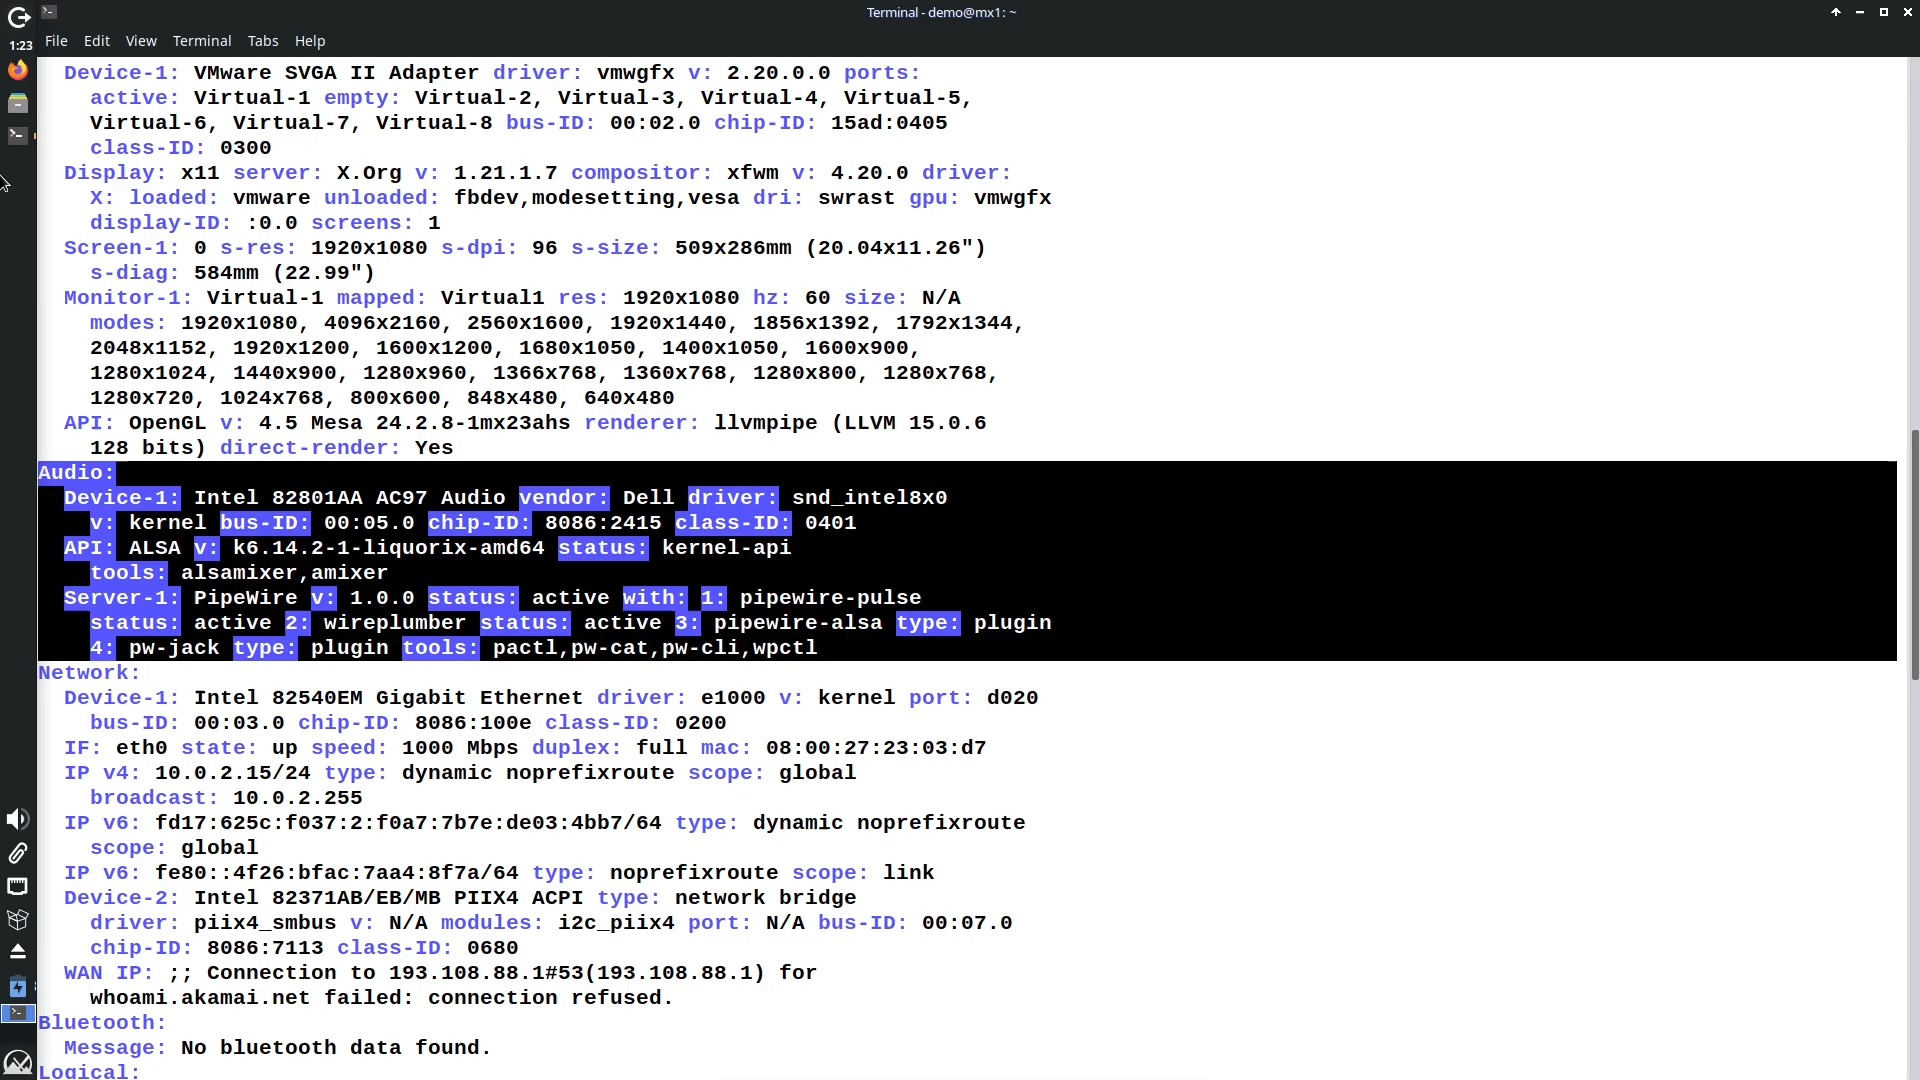 Terminal - demo@mx1: ~
1:23
File Edit View Terminal Tabs Help
Device-1: VMware SVGA II Adapter driver: vmwgfx v: 2.20.0.0 ports:
active: Virtual-1 empty: Virtual-2, Virtual-3, Virtual-4, Virtual-5,
Virtual-6, Virtual-7, Virtual-8 bus-ID: 00:02.0 chip-ID: 15ad:0405
class-ID: 0300
Display: x11 server: X.Org v: 1.21.1.7 compositor: xfwm v: 4.20.0 driver:
X: loaded: vmware unloaded: fbdev,modesetting,vesa dri: swrast gpu: vmwgfx
display-ID: :0.0 screens: 1
Screen-1: 0 s-res: 1920x1080 s-dpi: 96 s-size: 509x286mm (20.04x11.26")
s-diag: 584mm (22.99")
Monitor-1: Virtual-1 mapped: Virtual1 res: 1920x1080 hz: 60 size: N/A
modes: 1920x1080, 4096x2160, 2560x1600, 1920x1440, 1856x1392, 1792x1344,
2048x1152, 1920x1200, 1600x1200, 1680x1050, 1400x1050, 1600x900,
1280x1024, 1440x900, 1280x960, 1366x768, 1360x768, 1280x800, 1280x768,
1280x720, 1024x768, 800x600, 848x480, 640x480
API: OpenGL v: 4.5 Mesa 24.2.8-1mx23ahs renderer: llvmpipe (LLVM 15.0.6
128 bits) direct-render: Yes
Audio:
Device-1: Intel 82801AA AC97 Audio vendor: Dell driver: snd_intel8x0
v: kernel bus-ID: 00:05.0 chip-ID: 8086:2415 class-ID: 0401
API: ALSA v: k6.14.2-1-liquorix-amd64 status: kernel-api
tools: alsamixer,amixer
Server-1: PipeWire v: 1.0.0 status: active with: 1: pipewire-pulse
status: active 2: wireplumber status: active 3: pipewire-alsa type: plugin
4: pw-jack type: plugin tools: pactl,pw-cat,pw-cli,wpctl
Network:
Device-1: Intel 82540EM Gigabit Ethernet driver: e1000 v: kernel port: d020
bus-ID: 00:03.0 chip-ID: 8086:100e class-ID: 0200
IF: eth0 state: up speed: 1000 Mbps duplex: full mac: 08:00:27:23:03:d7
IP v4: 10.0.2.15/24 type: dynamic noprefixroute scope: global
broadcast: 10.0.2.255
IP v6: fd17:625c:f037:2:f0a7:7b7e:de03:4bb7/64 type: dynamic noprefixroute
scope: global
IP v6: fe80::4f26:bfac:7aa4:8f7a/64 type: noprefixroute scope: link
Device-2: Intel 82371AB/EB/MB PIIX4 ACPI type: network bridge
driver: piix4_smbus v: N/A modules: i2c_piix4 port: N/A bus-ID: 00:07.0
chip-ID: 8086:7113 class-ID: 0680
WAN IP: ;; Connection to 193.108.88.1#53(193.108.88.1) for
whoami.akamai.net failed: connection refused.
Bluetooth:
Message: No bluetooth data found.
Logical: